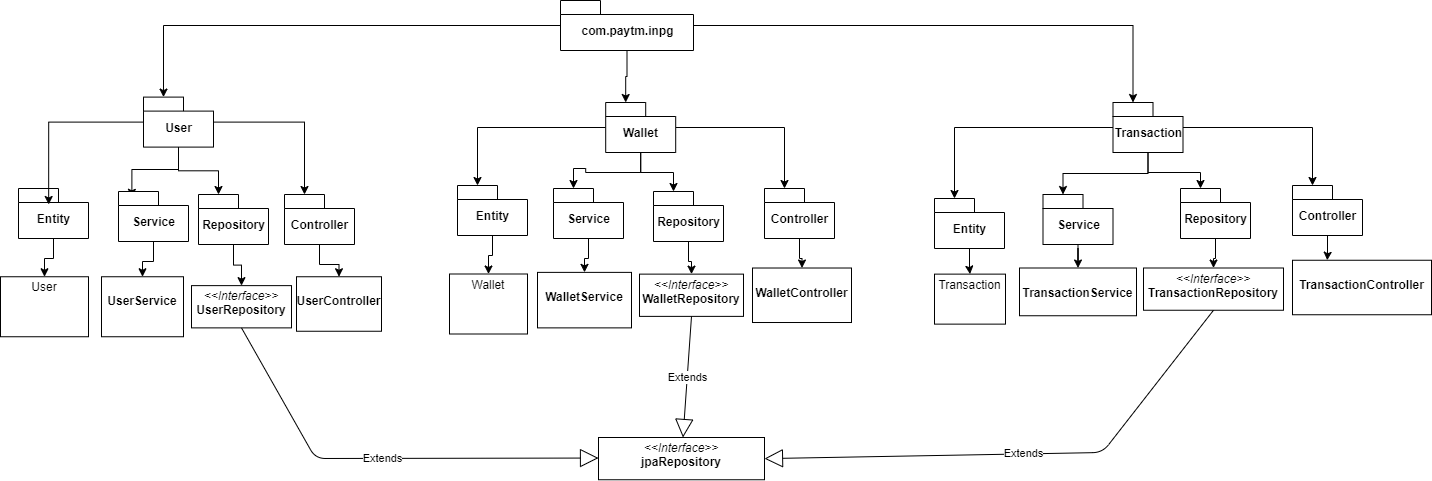 com.paytm.inpg
User
Wallet
Transaction
Entity
Service
Repository
Controller
Entity
Service
Repository
Controller
Entity
Service
Repository
Controller
User
UserService
<<Interface>>
UserRepository
UserController
Wallet
WalletService
<<Interface>>
WalletRepository
WalletController
Transaction
TransactionService
<<Interface>>
TransactionRepository
TransactionController
Extends
Extends
Extends
<<Interface>>
jpaRepository